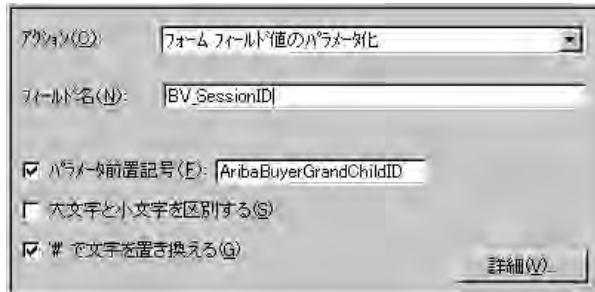 アクション(O): フォーム フィールド値のパラメータ化
フィールド名(N): BV_SessionID
パラメータ前置記号(F): AribaBuyerGrandChildID
大文字と小文字を区別する(S)
'#' で文字を置き換える(G)
詳細(V)...